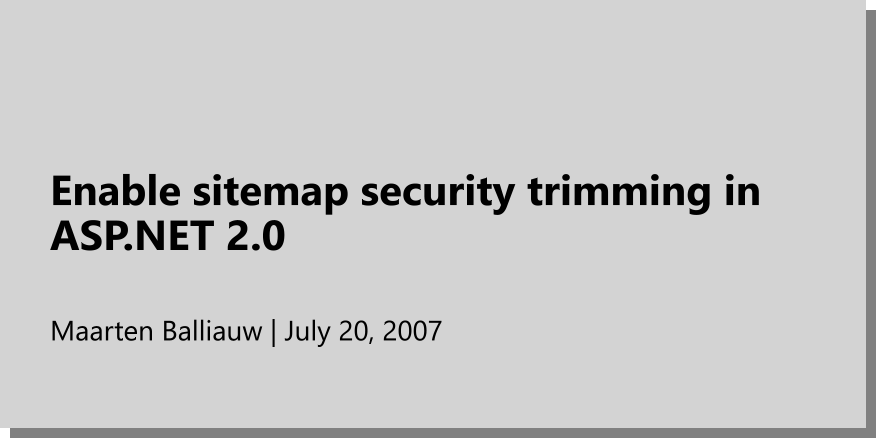 Enable sitemap security trimming in
ASP.NET 2.0
Maarten Balliauw | July 20, 2007